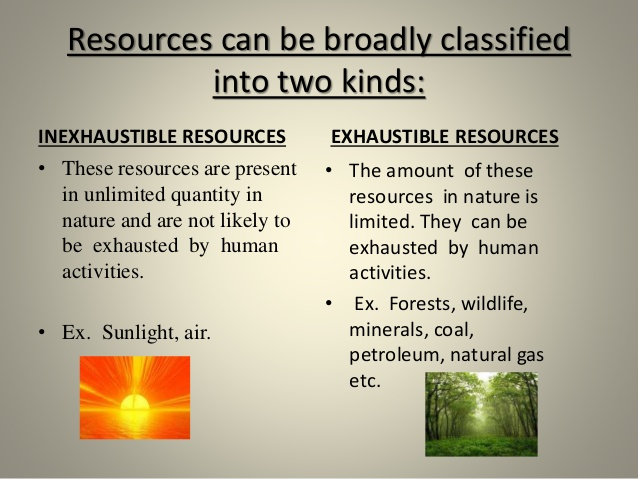 Resources can be broadly classified
into two kinds:
INEXHAUSTIBLE RESOURCES
• These resources are present
in unlimited quantity in
nature and are not likely to
be exhausted by human
activities.
• Ex. Sunlight, air.
EXHAUSTIBLE RESOURCES
• The amount of these
resources in nature is
limited. They can be
exhausted by human
activities.
• Ex. Forests, wildlife,
minerals, coal,
petroleum, natural gas
etc.